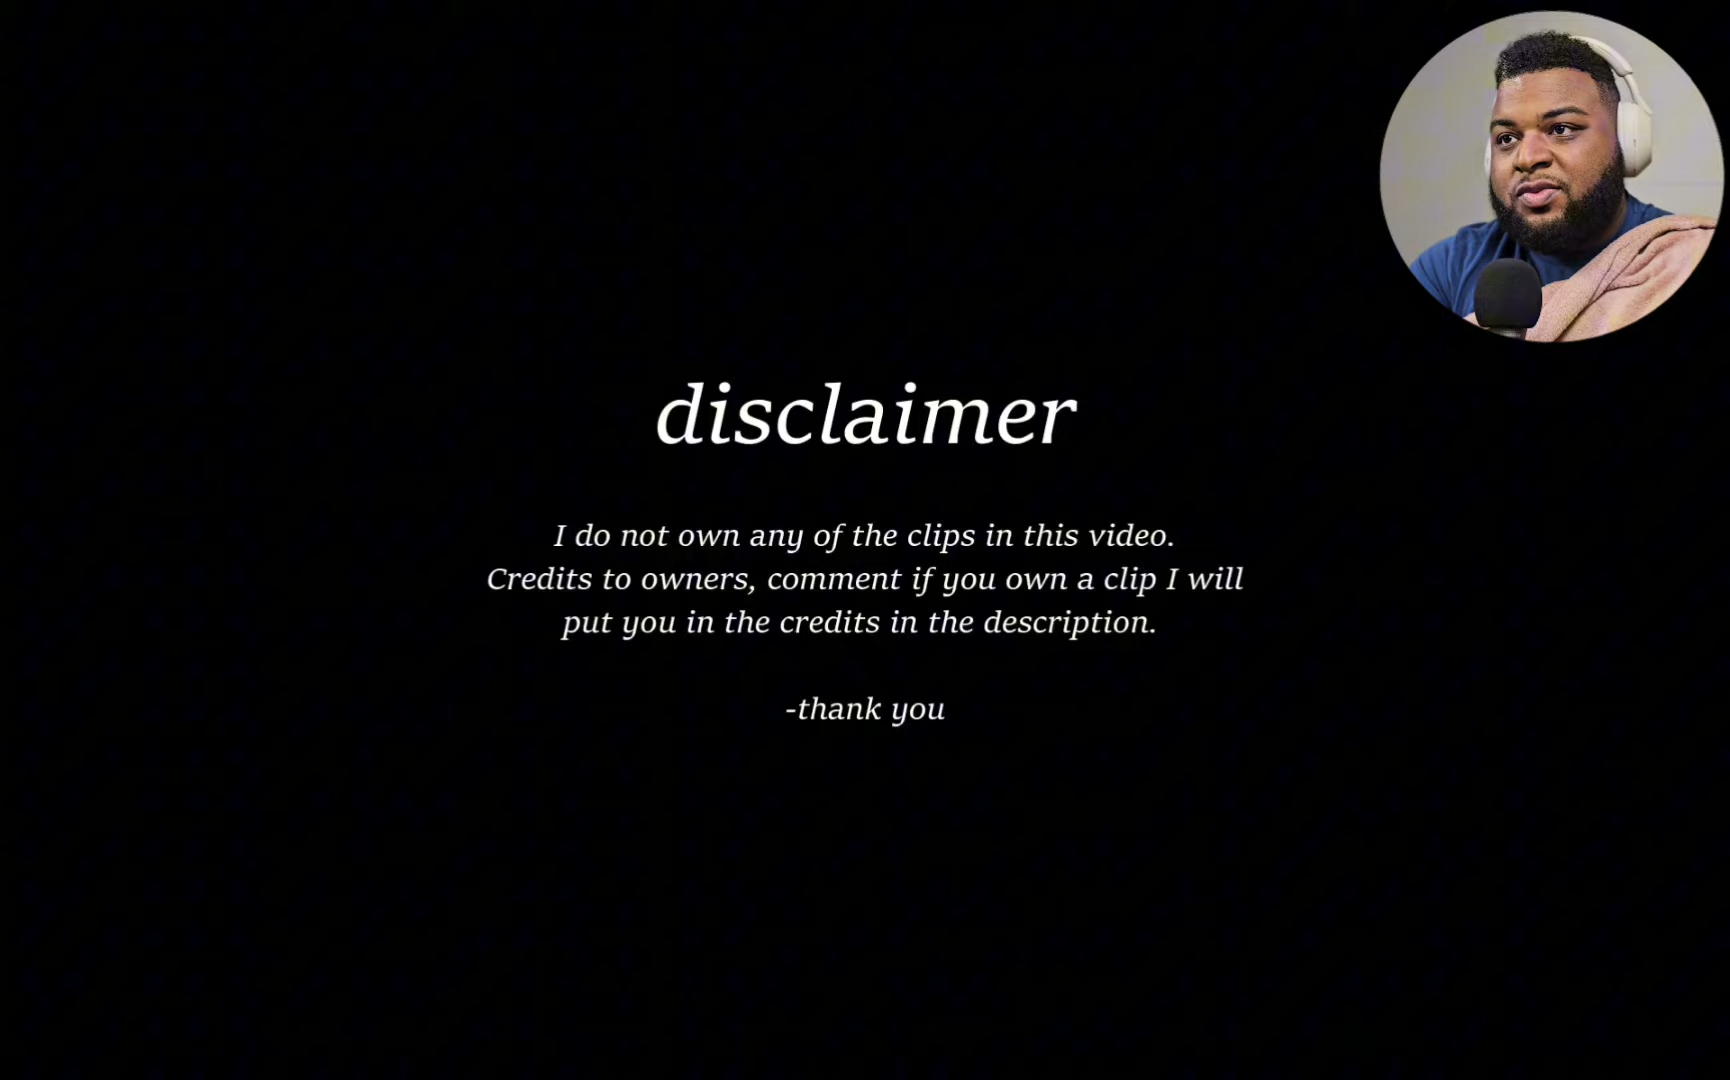 disclaimer
I do not own any of the clips in this video.
Credits to owners, comment if you own a clip I will
put you in the credits in the description.
-thank you